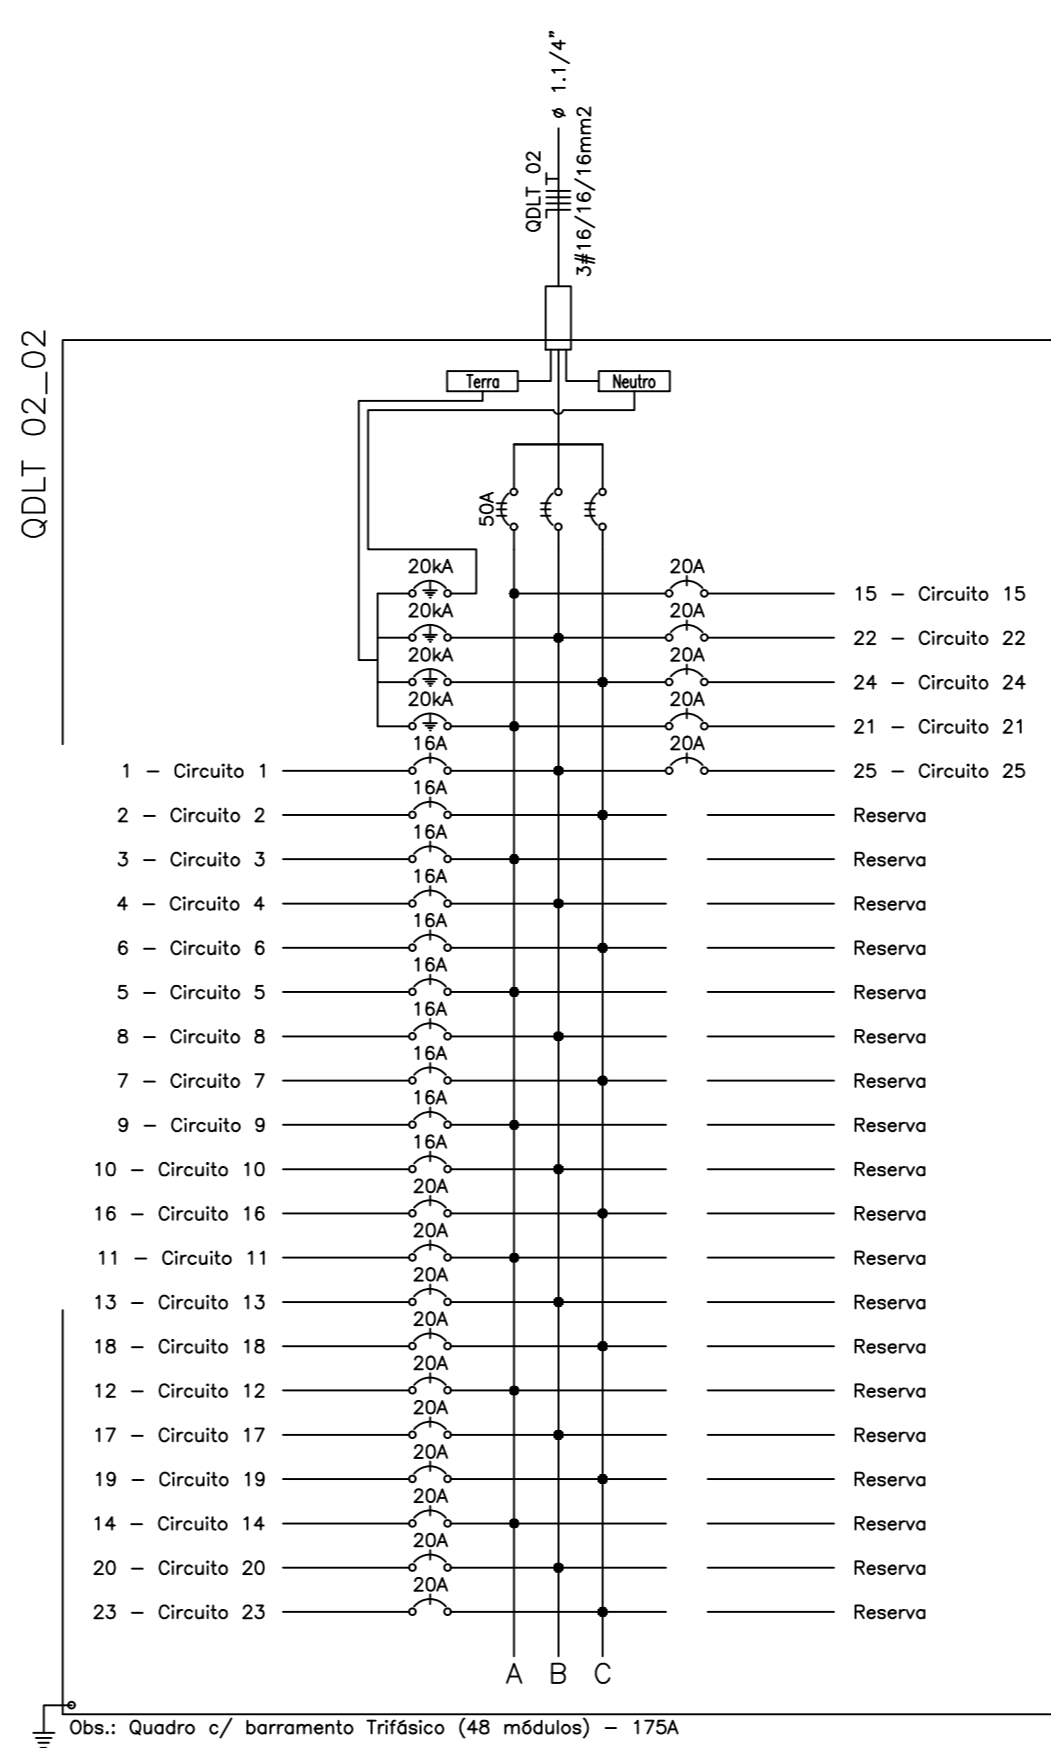 ø 1.1/4"
QDLT 02
3#16/16/16mm2
QDLT 02_02
Terra
Neutro
50A
20kA 20A 15 - Circuito 15
20kA 20A 22 - Circuito 22
20kA 20A 24 - Circuito 24
20kA 20A 21 - Circuito 21
1 - Circuito 1 16A 20A 25 - Circuito 25
2 - Circuito 2 16A Reserva
3 - Circuito 3 16A Reserva
4 - Circuito 4 16A Reserva
6 - Circuito 6 16A Reserva
5 - Circuito 5 16A Reserva
8 - Circuito 8 16A Reserva
7 - Circuito 7 16A Reserva
9 - Circuito 9 16A Reserva
10 - Circuito 10 16A Reserva
16 - Circuito 16 20A Reserva
11 - Circuito 11 20A Reserva
13 - Circuito 13 20A Reserva
18 - Circuito 18 20A Reserva
12 - Circuito 12 20A Reserva
17 - Circuito 17 20A Reserva
19 - Circuito 19 20A Reserva
14 - Circuito 14 20A Reserva
20 - Circuito 20 20A Reserva
23 - Circuito 23 20A Reserva
A B C
Obs.: Quadro c/ barramento Trifásico (48 módulos) - 175A